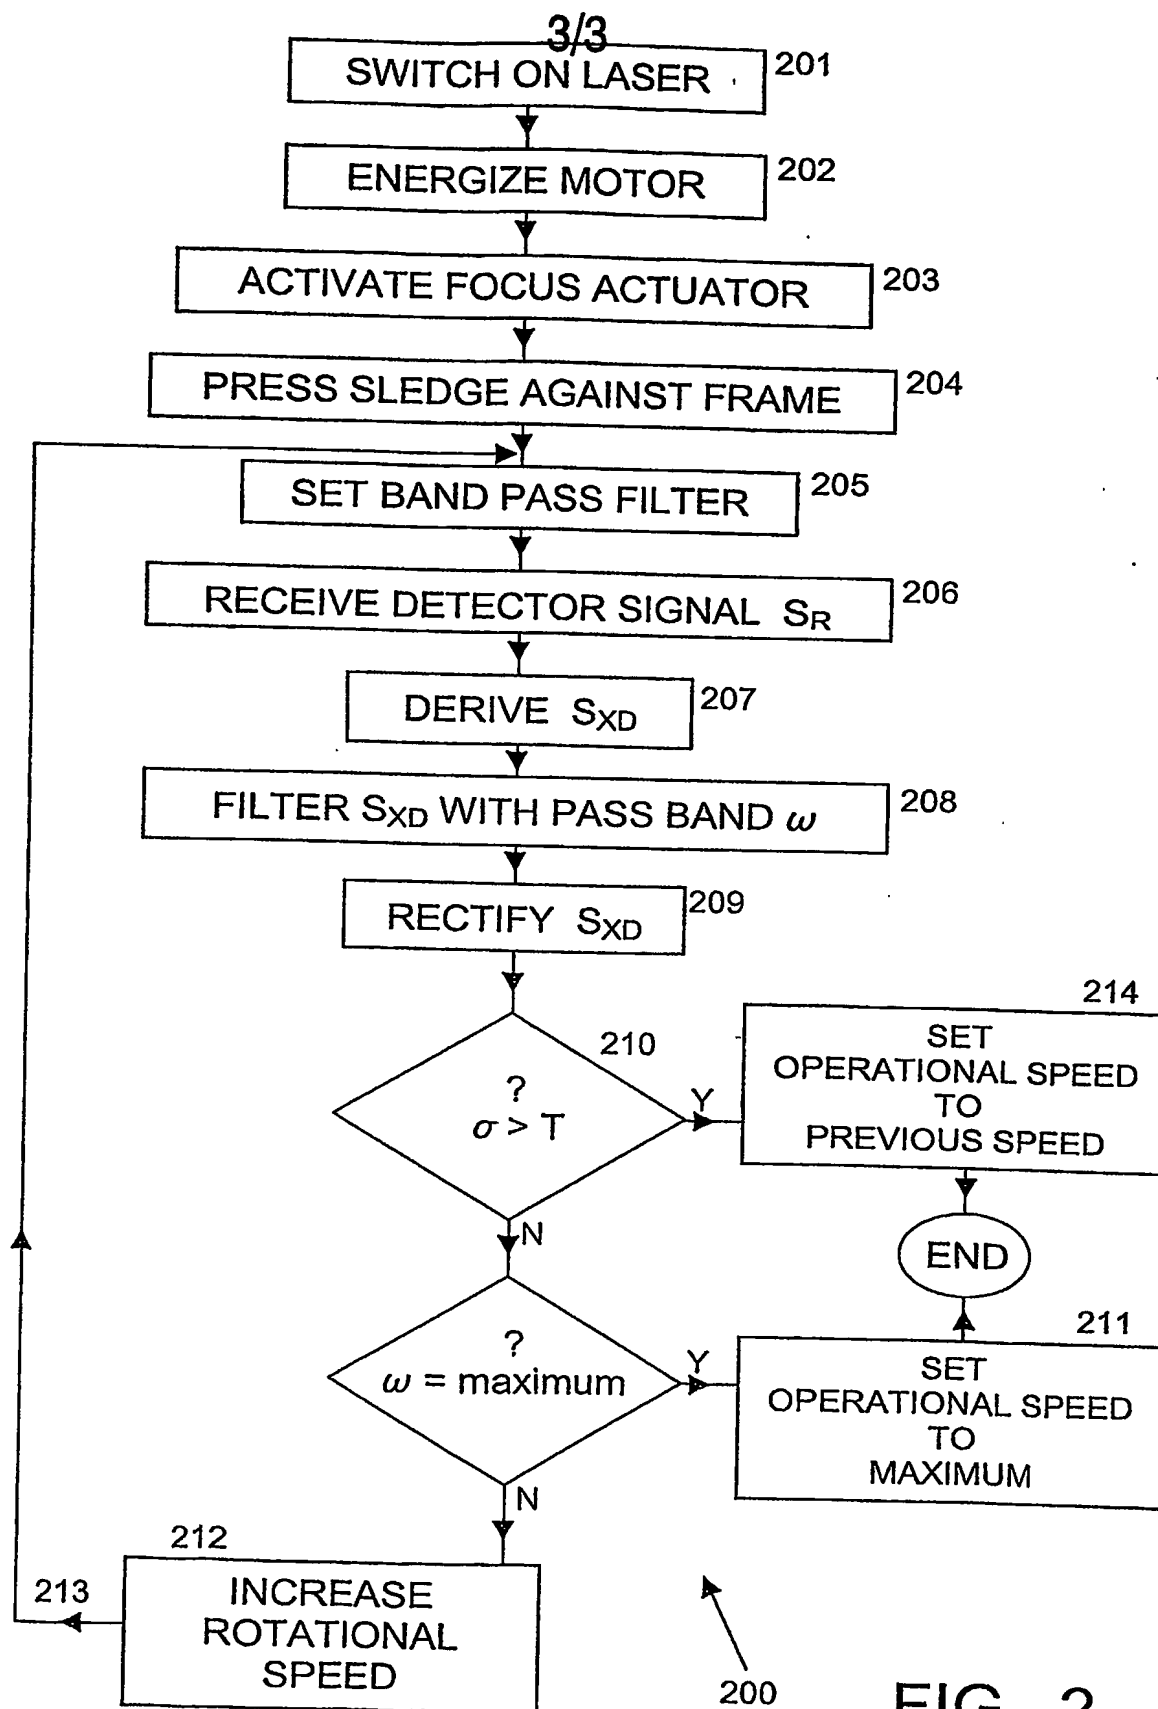 3/3
SWITCH ON LASER
201
ENERGIZE MOTOR
202
ACTIVATE FOCUS ACTUATOR
203
PRESS SLEDGE AGAINST FRAME
204
SET BAND PASS FILTER
205
RECEIVE DETECTOR SIGNAL SR
206
DERIVE SXD
207
FILTER SXD WITH PASS BAND ω
208
RECTIFY SXD
209
210
?
σ > T
Y
N
214
SET
OPERATIONAL SPEED
TO
PREVIOUS SPEED
END
?
ω = maximum
Y
N
211
SET
OPERATIONAL SPEED
TO
MAXIMUM
212
213
INCREASE
ROTATIONAL
SPEED
200
FIG. 2